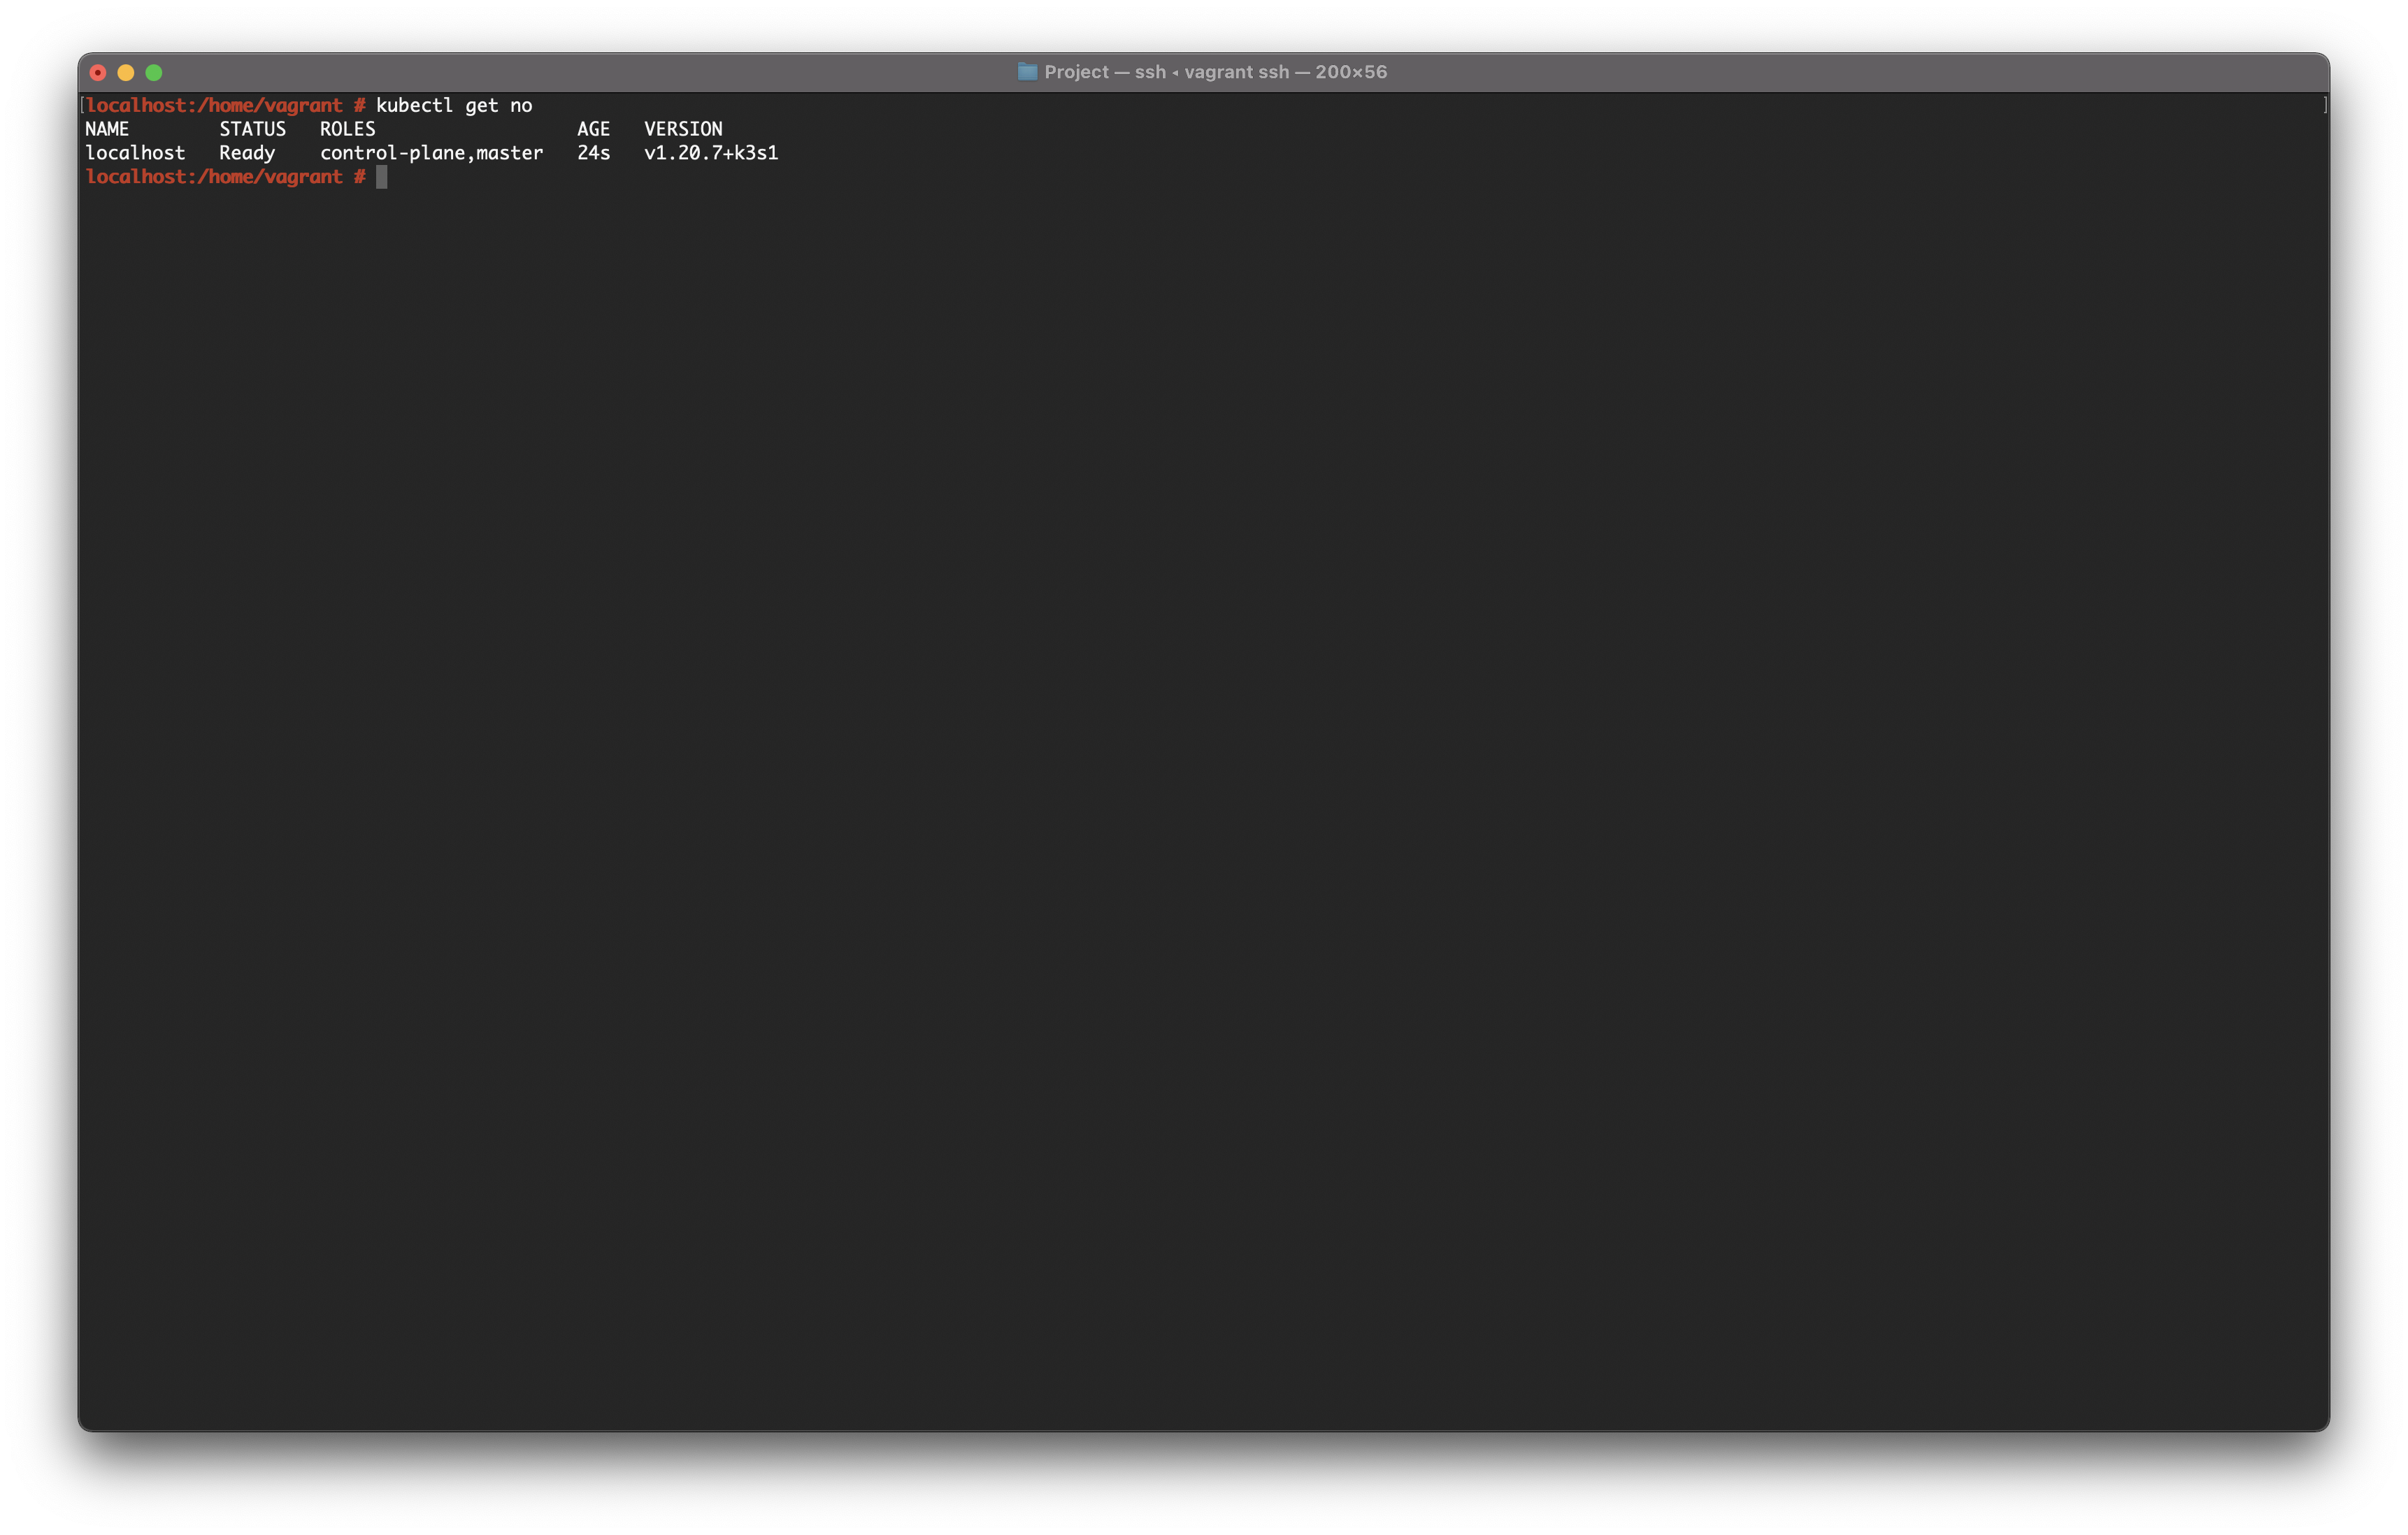 Project — ssh ◂ vagrant ssh — 200×56
[localhost:/home/vagrant # kubectl get no ]
NAME        STATUS   ROLES                  AGE   VERSION
localhost   Ready    control-plane,master   24s   v1.20.7+k3s1
localhost:/home/vagrant #